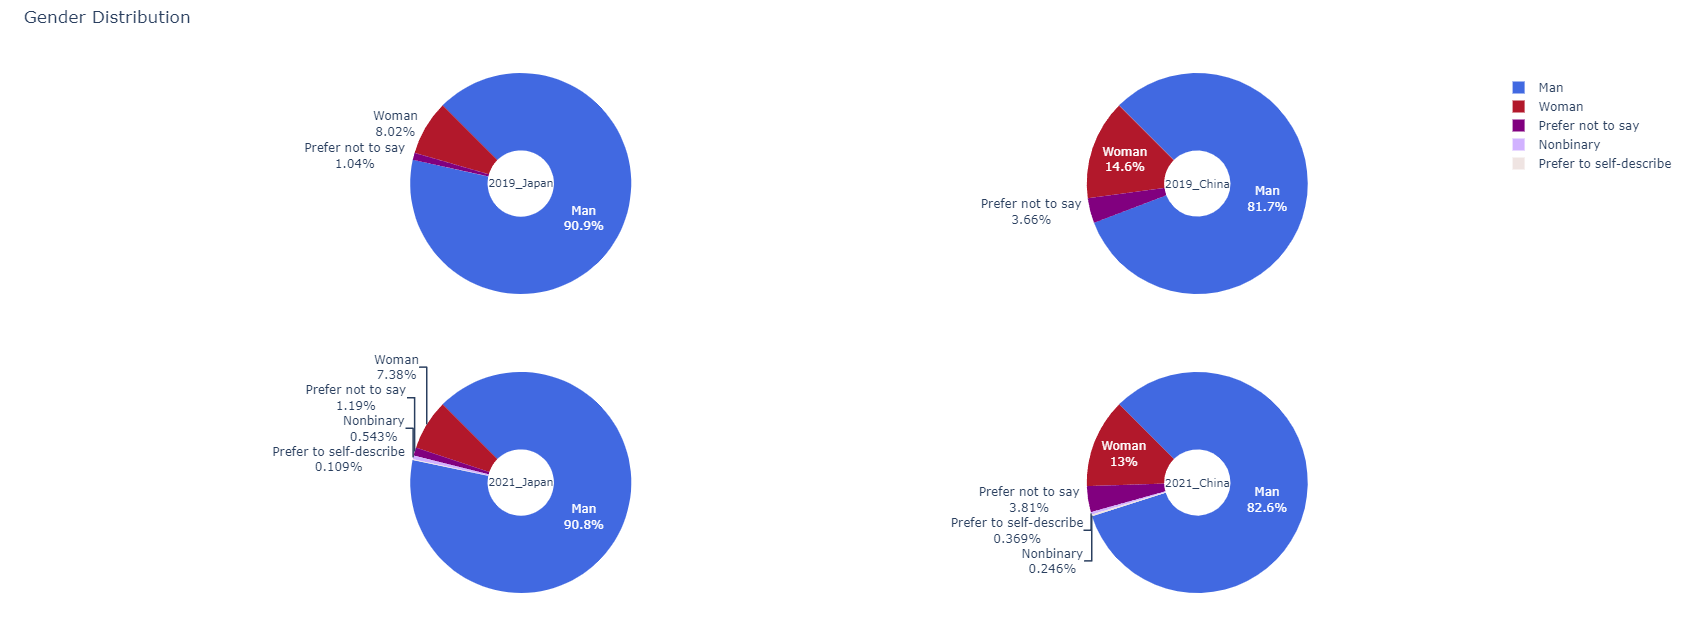 Gender Distribution
Woman
8.02%
Prefer not to say
1.04%
2019_Japan
Man
90.9%
Woman
14.6%
Prefer not to say
3.66%
2019_China
Man
81.7%
Man
Woman
Prefer not to say
Nonbinary
Prefer to self-describe
Woman
7.38%
Prefer not to say
1.19%
Nonbinary
0.543%
Prefer to self-describe
0.109%
2021_Japan
Man
90.8%
Woman
13%
Prefer not to say
3.81%
Prefer to self-describe
0.369%
Nonbinary
0.246%
2021_China
Man
82.6%